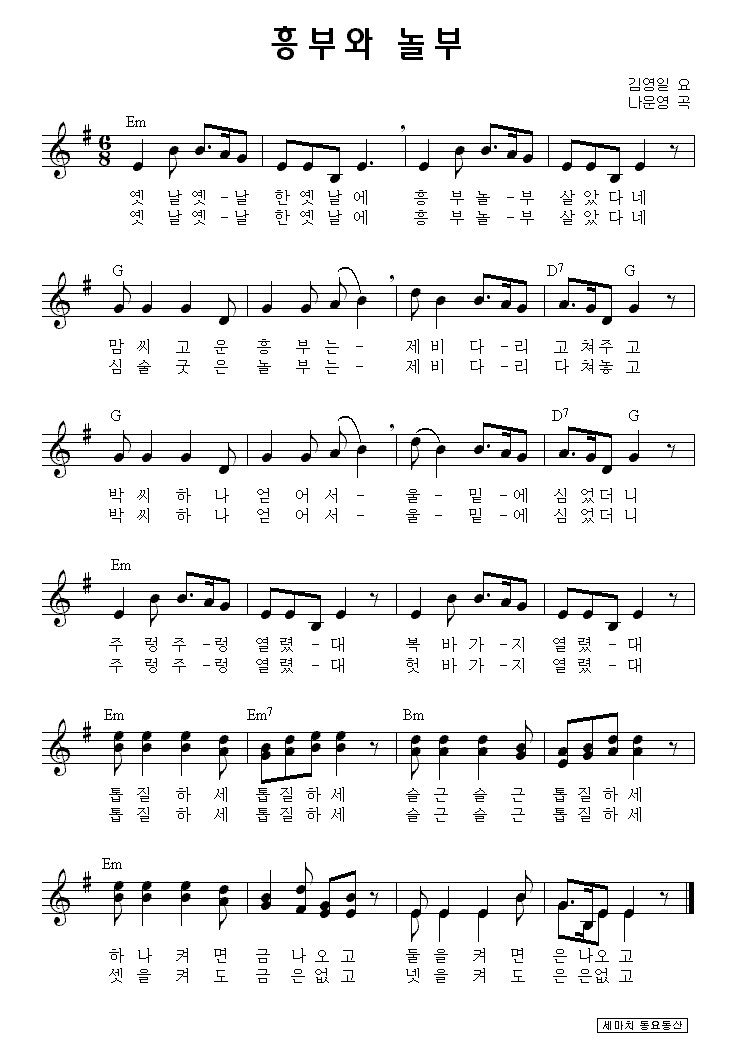 흥부와 놀부
김영일 요
나운영 곡
Em
6
8
옛 날 옛 - 날 한 옛 날 에 흥 부 놀 - 부 살 았 다 네
옛 날 옛 - 날 한 옛 날 에 흥 부 놀 - 부 살 았 다 네
G D7 G
맘 씨 고 운 흥 부 는 - 제 비 다 - 리 고 쳐 주 고
심 술 굿 은 놀 부 는 - 제 비 다 - 리 다 쳐 놓 고
G D7 G
박 씨 하 나 얻 어 서 - 울 - 밑 - 에 심 었 더 니
박 씨 하 나 얻 어 서 - 울 - 밑 - 에 심 었 더 니
Em
주 렁 주 - 렁 열 렸 - 대 복 바 가 - 지 열 렸 - 대
주 렁 주 - 렁 열 렸 - 대 헛 바 가 - 지 열 렸 - 대
Em Em7 Bm
톱 질 하 세 톱 질 하 세 슬 근 슬 근 톱 질 하 세
톱 질 하 세 톱 질 하 세 슬 근 슬 근 톱 질 하 세
Em
하 나 켜 면 금 나 오 고 둘 을 켜 면 은 나 오 고
셋 을 켜 도 금 은 없 고 넷 을 켜 도 은 은 없 고
세마치 동요동산